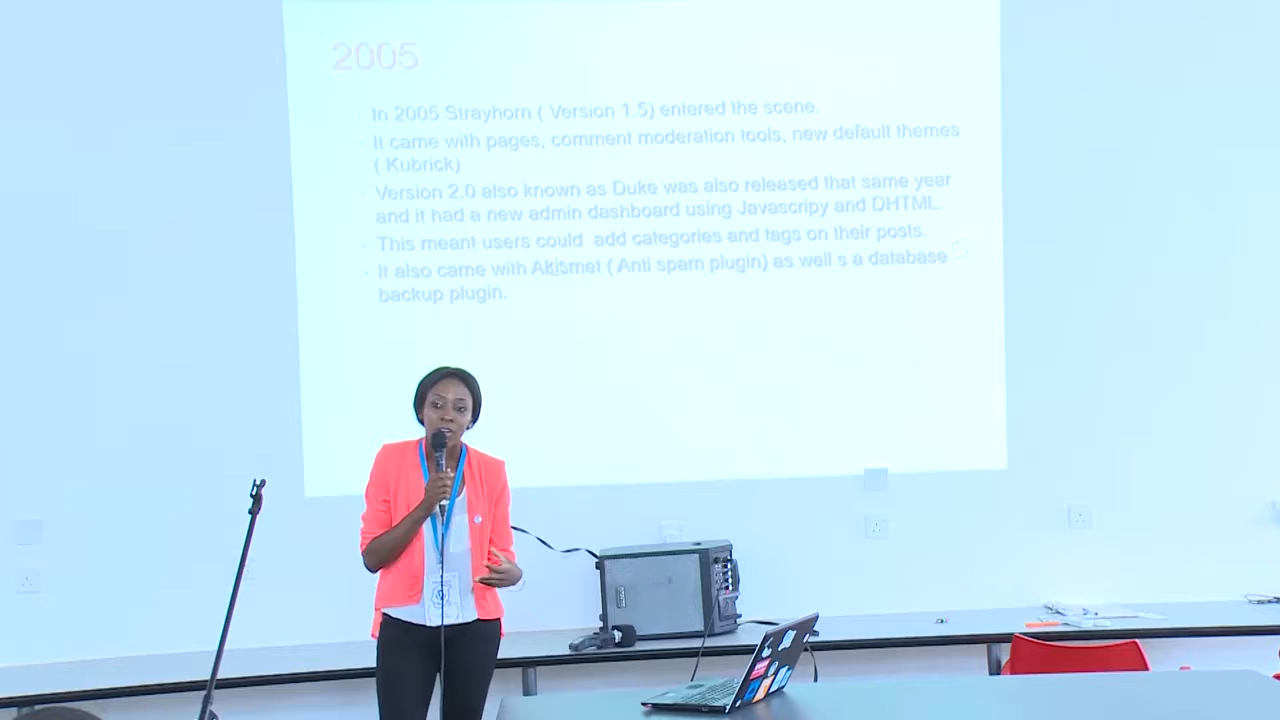 2005
In 2005 Strayhorn ( Version 1.5) entered the scene.
It came with pages, comment moderation tools, new default themes
( Kubrick)
Version 2.0 also known as Duke was also released that same year
and it had a new admin dashboard using Javascripy and DHTML.
This meant users could add categories and tags on their posts.
It also came with Akismet ( Anti spam plugin) as well s a database
backup plugin.